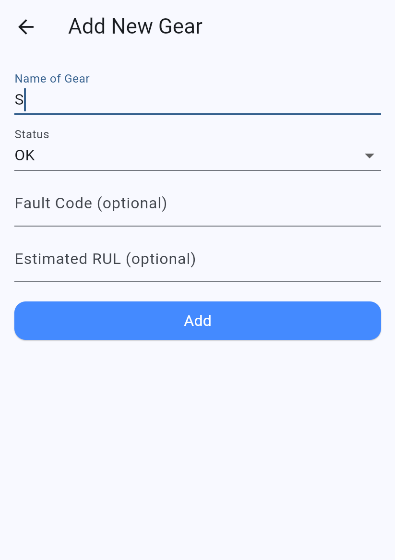 Add New Gear
Name of Gear
S
Status
OK
Fault Code (optional)
Estimated RUL (optional)
Add